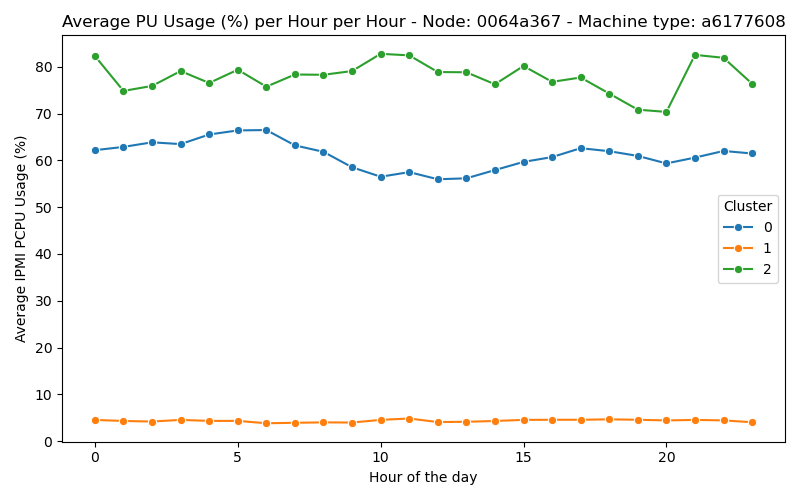 Average PU Usage (%) per Hour per Hour - Node: 0064a367 - Machine type: a6177608
Average IPMI PCPU Usage (%)
80
70
60
50
40
30
20
10
0
Cluster
0
1
2
0 5 10 15 20
Hour of the day